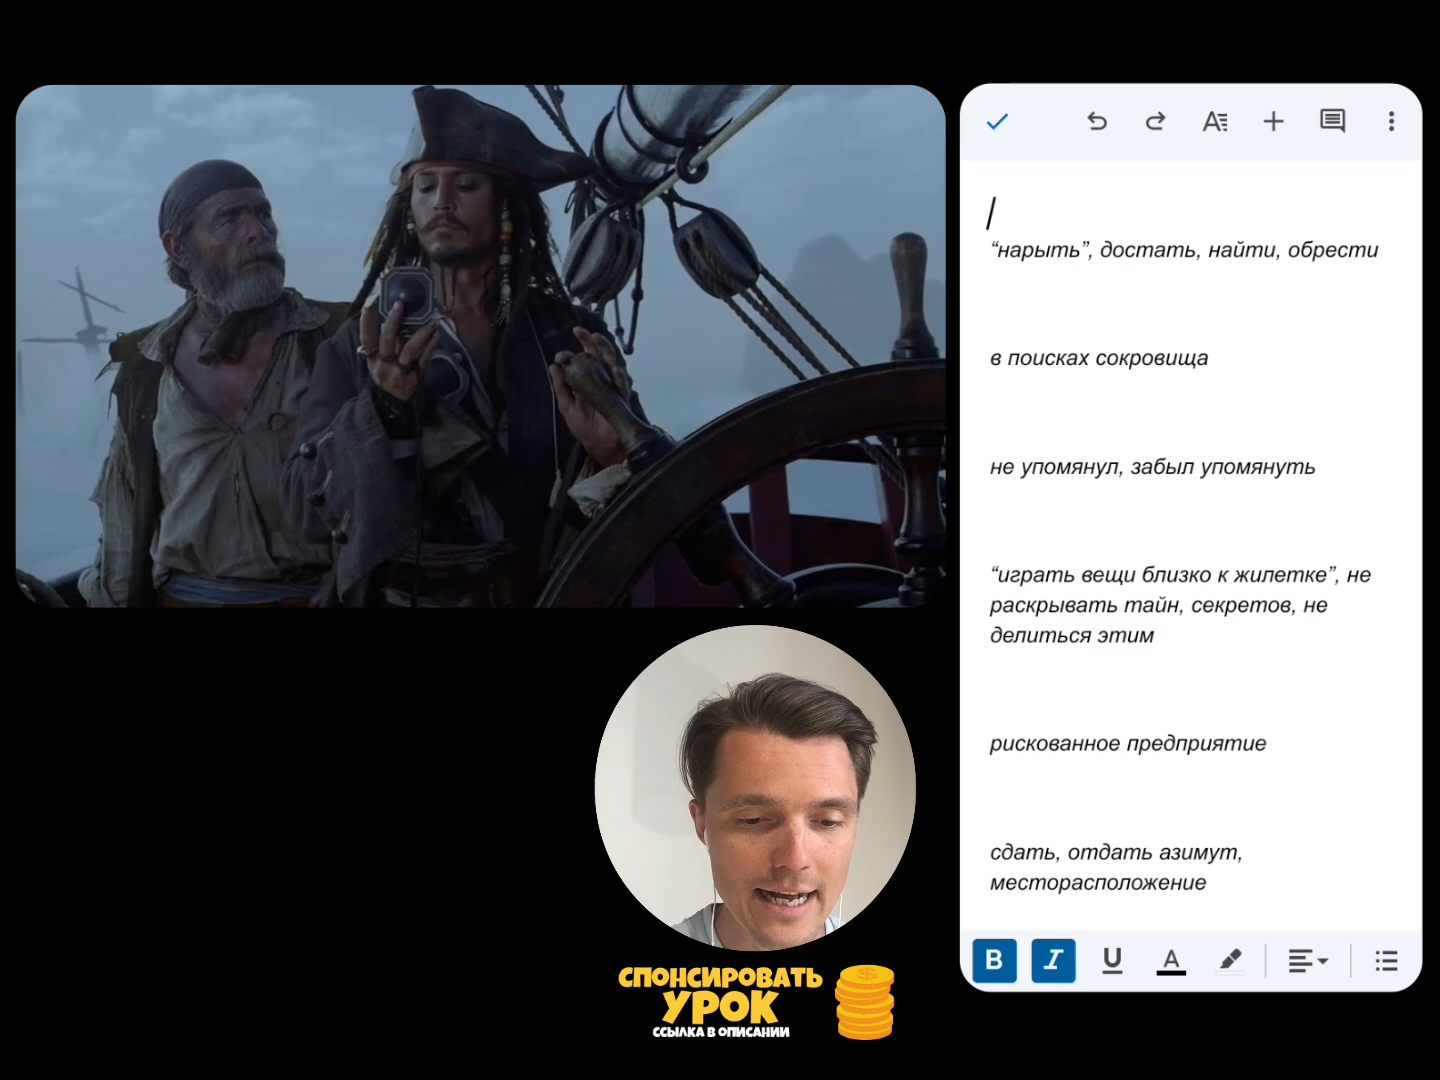 “нарыть”, достать, найти, обрести
в поисках сокровища
не упомянул, забыл упомянуть
“играть вещи близко к жилетке”, не
раскрывать тайн, секретов, не
делиться этим
рискованное предприятие
сдать, отдать азимут,
месторасположение
B I U A
СПОНСИРОВАТЬ
УРОК
ССЫЛКА В ОПИСАНИИ